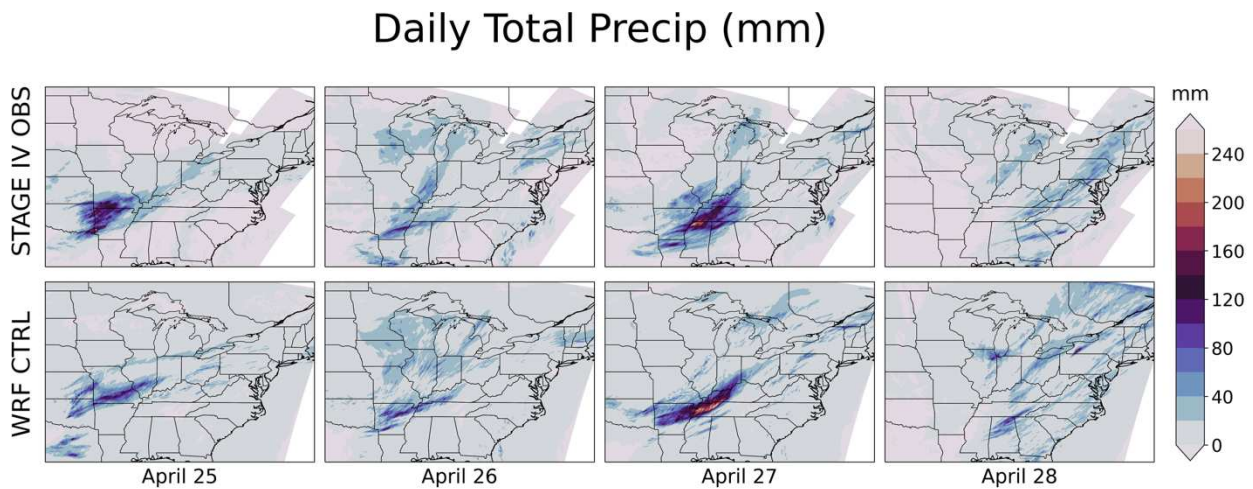 Daily Total Precip (mm)
STAGE IV OBS
WRF CTRL
mm
240
200
160
120
80
40
0
April 25
April 26
April 27
April 28